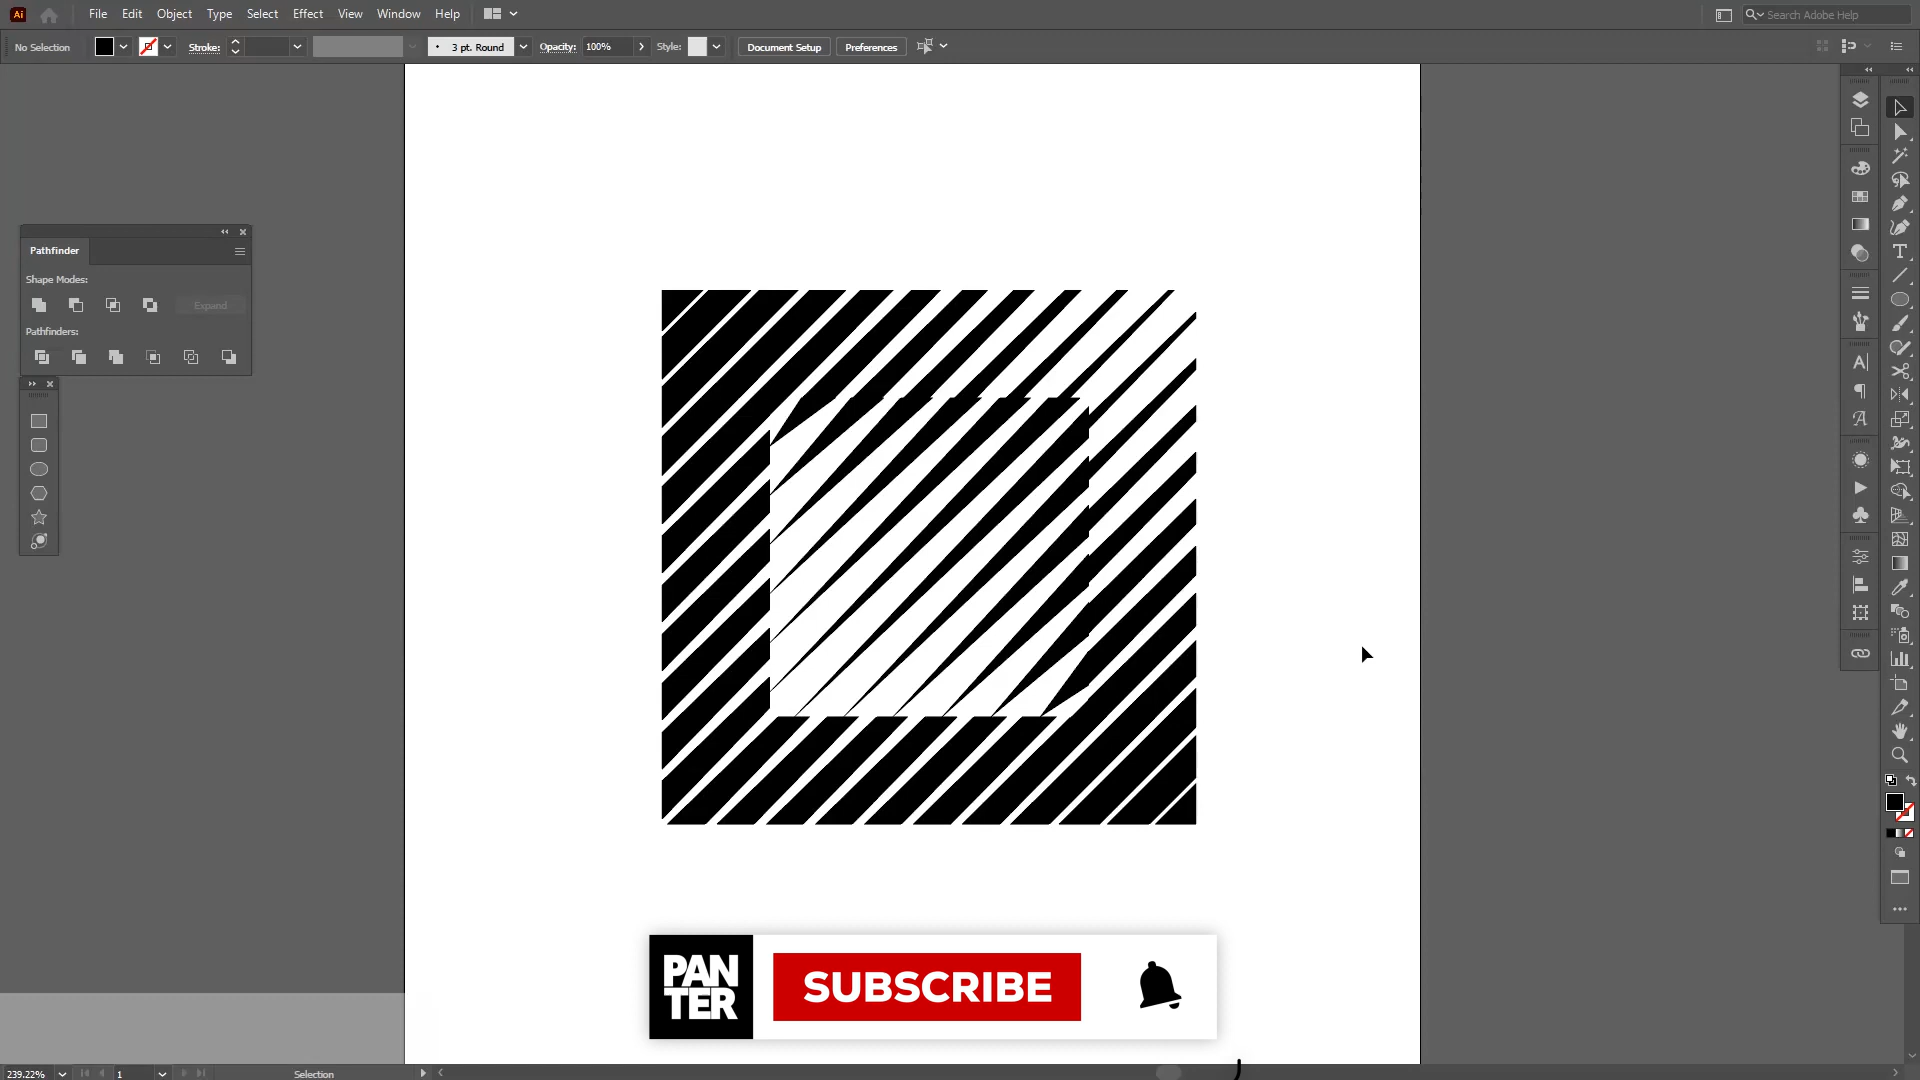 Ai File Edit Object Type Select Effect View Window Help Search Adobe Help
No Selection Stroke: 3 pt. Round Opacity: 100% Style: Document Setup Preferences
Pathfinder
Shape Modes:
Expand
Pathfinders:
PAN
TER
SUBSCRIBE
239.22% 1 Selection